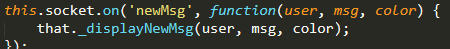 this.socket.on('newMsg', function(user, msg, color) {
    that._displayNewMsg(user, msg, color);
});